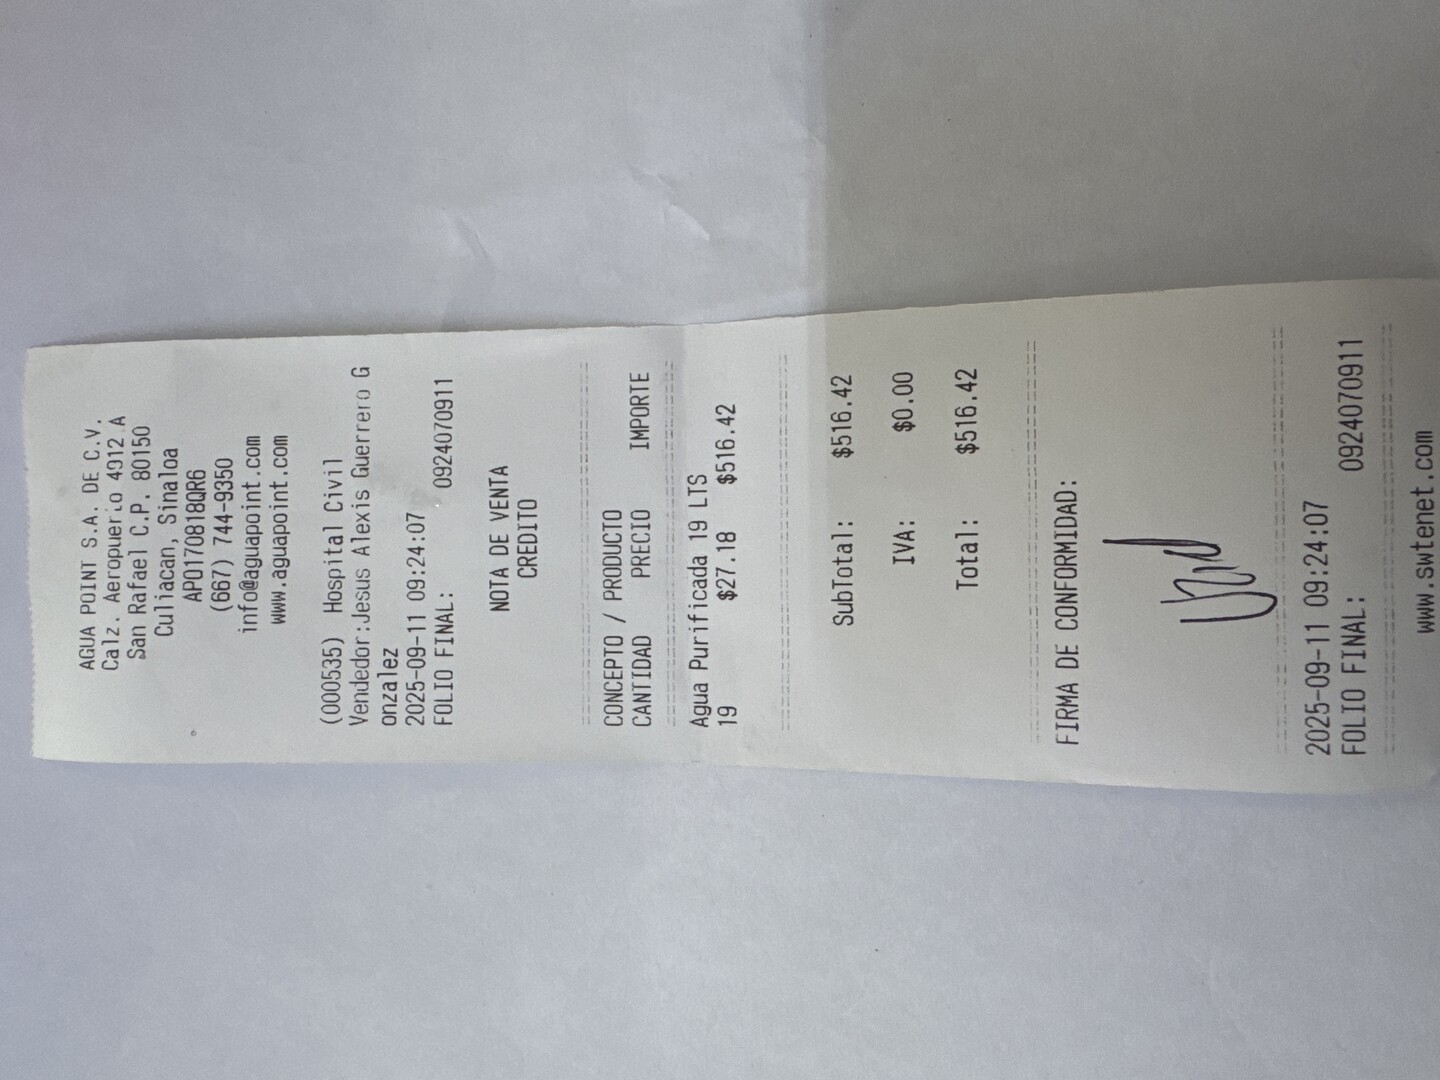 AGUA POINT S.A. DE C.V.
Calz. Aeropuerto 4912 A
San Rafael C.P. 80150
Culiacan, Sinaloa
APO170818QR6
(667) 744-9350
info@aguapoint.com
www.aguapoint.com
(000535) Hospital Civil
Vendedor:Jesus Alexis Guerrero G
onzalez
2025-09-11 09:24:07
FOLIO FINAL: 0924070911
NOTA DE VENTA
CREDITO
CONCEPTO / PRODUCTO
CANTIDAD PRECIO IMPORTE
Agua Purificada 19 LTS
19 $27.18 $516.42
SubTotal: $516.42
IVA: $0.00
Total: $516.42
FIRMA DE CONFORMIDAD:
2025-09-11 09:24:07
FOLIO FINAL: 0924070911
www.swtenet.com